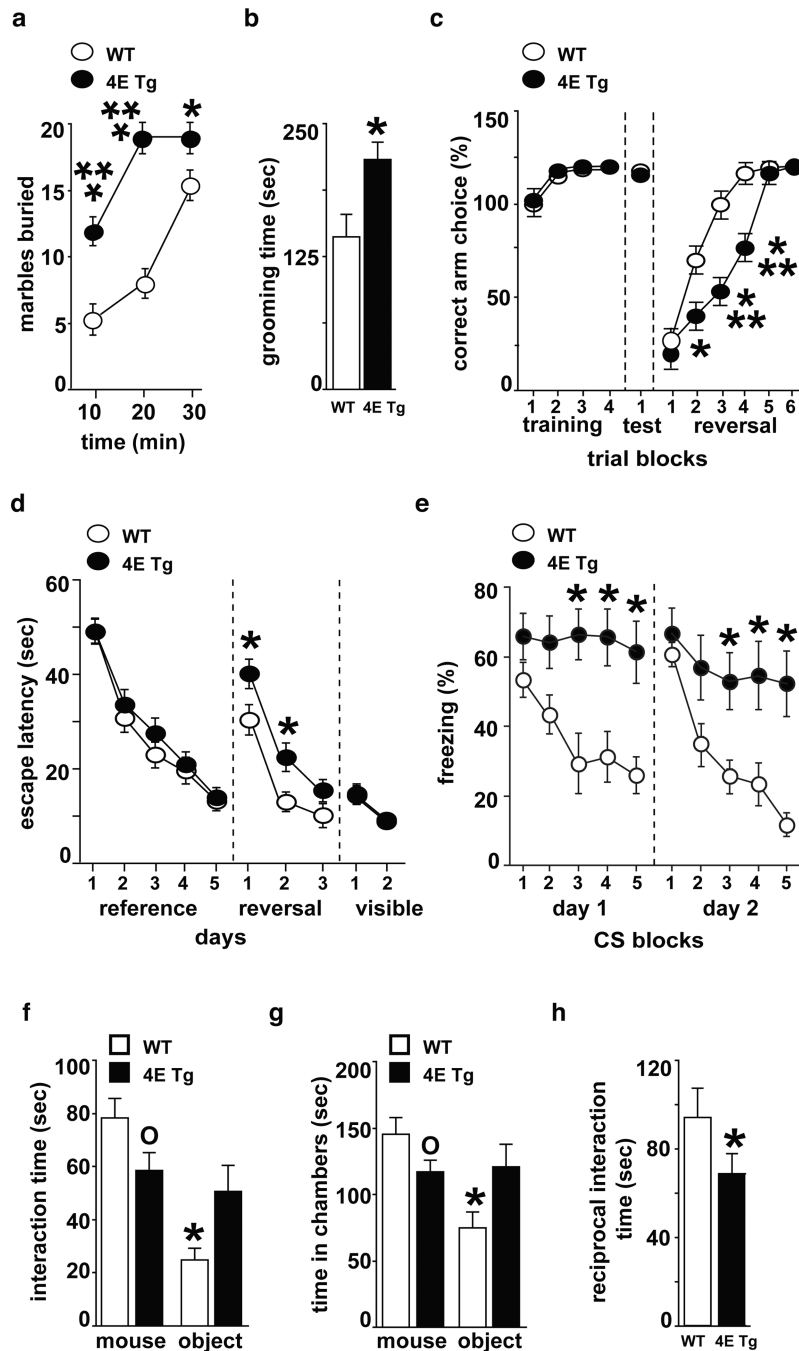 a
WT
4E Tg
** * ** * *
marbles buried
20
15
10
5
0
10 20 30
time (min)
b
*
grooming time (sec)
250
125
0
WT 4E Tg
c
WT
4E Tg
correct arm choice (%)
150
100
50
0
* * ** * **
1 2 3 4 1 1 2 3 4 5 6
training test reversal
trial blocks
d
WT
4E Tg
escape latency (sec)
60
40
20
0
* *
1 2 3 4 5 1 2 3 1 2
reference reversal visible
days
e
WT
4E Tg
freezing (%)
80
60
40
20
0
* * * * * *
1 2 3 4 5 1 2 3 4 5
day 1 day 2
CS blocks
f
WT
4E Tg
interaction time (sec)
100
80
60
40
20
0
O *
mouse object
g
WT
4E Tg
time in chambers (sec)
200
150
100
50
0
O *
mouse object
h
reciprocal interaction
time (sec)
120
80
40
0
*
WT 4E Tg